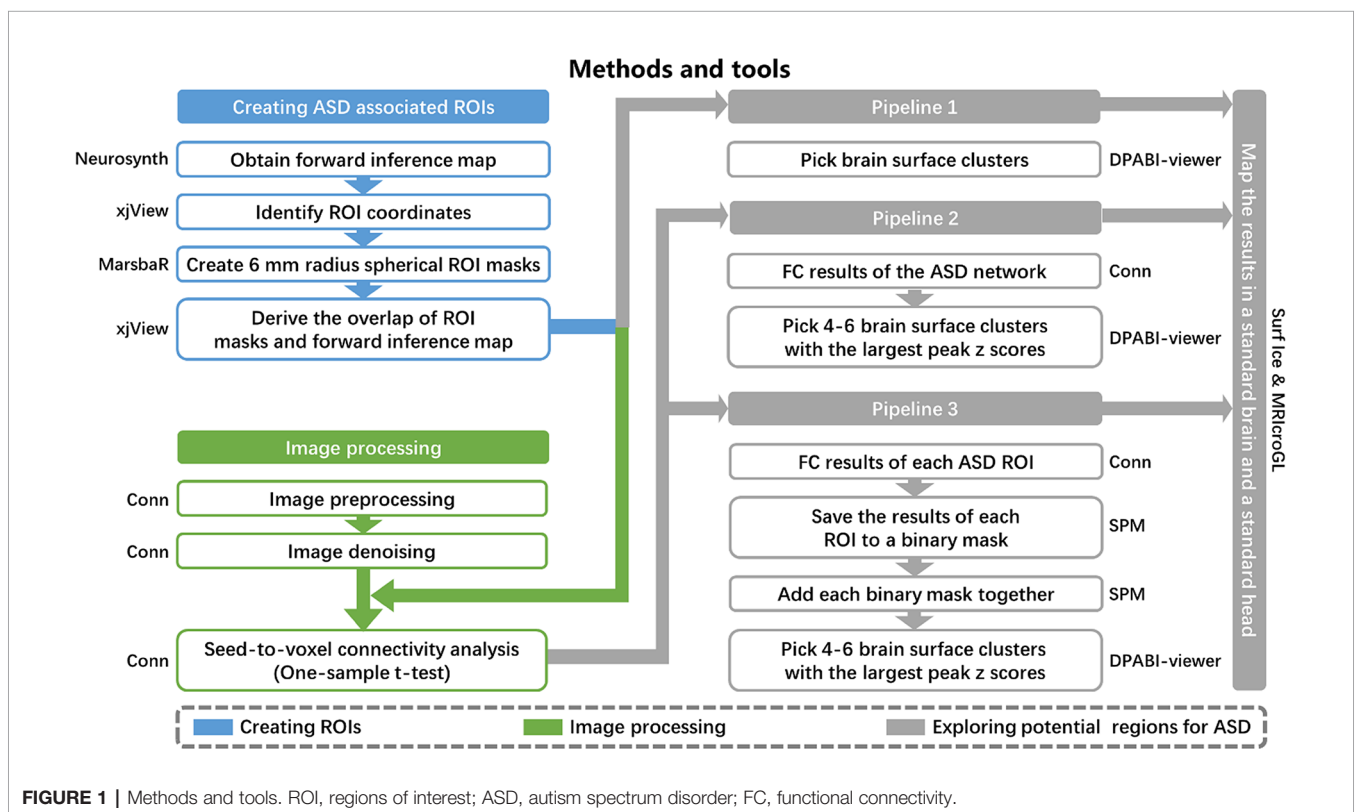 Methods and tools
Creating ASD associated ROIs
Neurosynth
Obtain forward inference map
xjView
Identify ROI coordinates
MarsbaR
Create 6 mm radius spherical ROI masks
xjView
Derive the overlap of ROI
masks and forward inference map
Image processing
Conn
Image preprocessing
Conn
Image denoising
Conn
Seed-to-voxel connectivity analysis
(One-sample t-test)
Pipeline 1
Pick brain surface clusters
DPABI-viewer
Pipeline 2
FC results of the ASD network
Conn
Pick 4-6 brain surface clusters
with the largest peak z scores
DPABI-viewer
Pipeline 3
FC results of each ASD ROI
Conn
Save the results of each
ROI to a binary mask
SPM
Add each binary mask together
SPM
Pick 4-6 brain surface clusters
with the largest peak z scores
DPABI-viewer
Map the results in a standard brain and a standard head
Surf Ice & MRIcroGL
Creating ROIs
Image processing
Exploring potential regions for ASD
FIGURE 1 | Methods and tools. ROI, regions of interest; ASD, autism spectrum disorder; FC, functional connectivity.